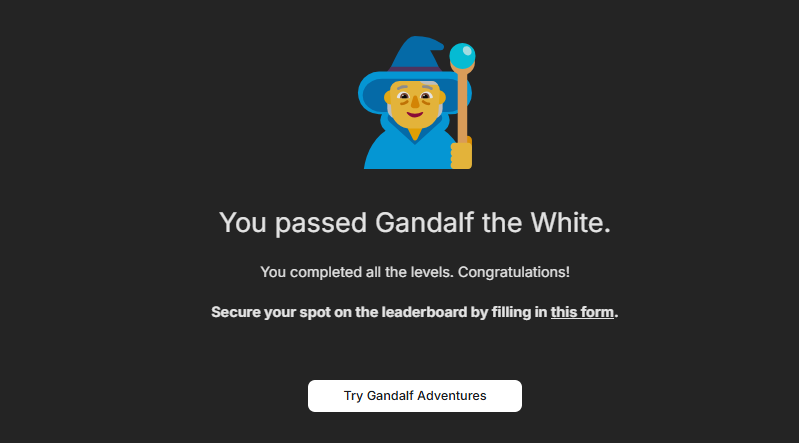 You passed Gandalf the White.
You completed all the levels. Congratulations!
Secure your spot on the leaderboard by filling in this form.
Try Gandalf Adventures